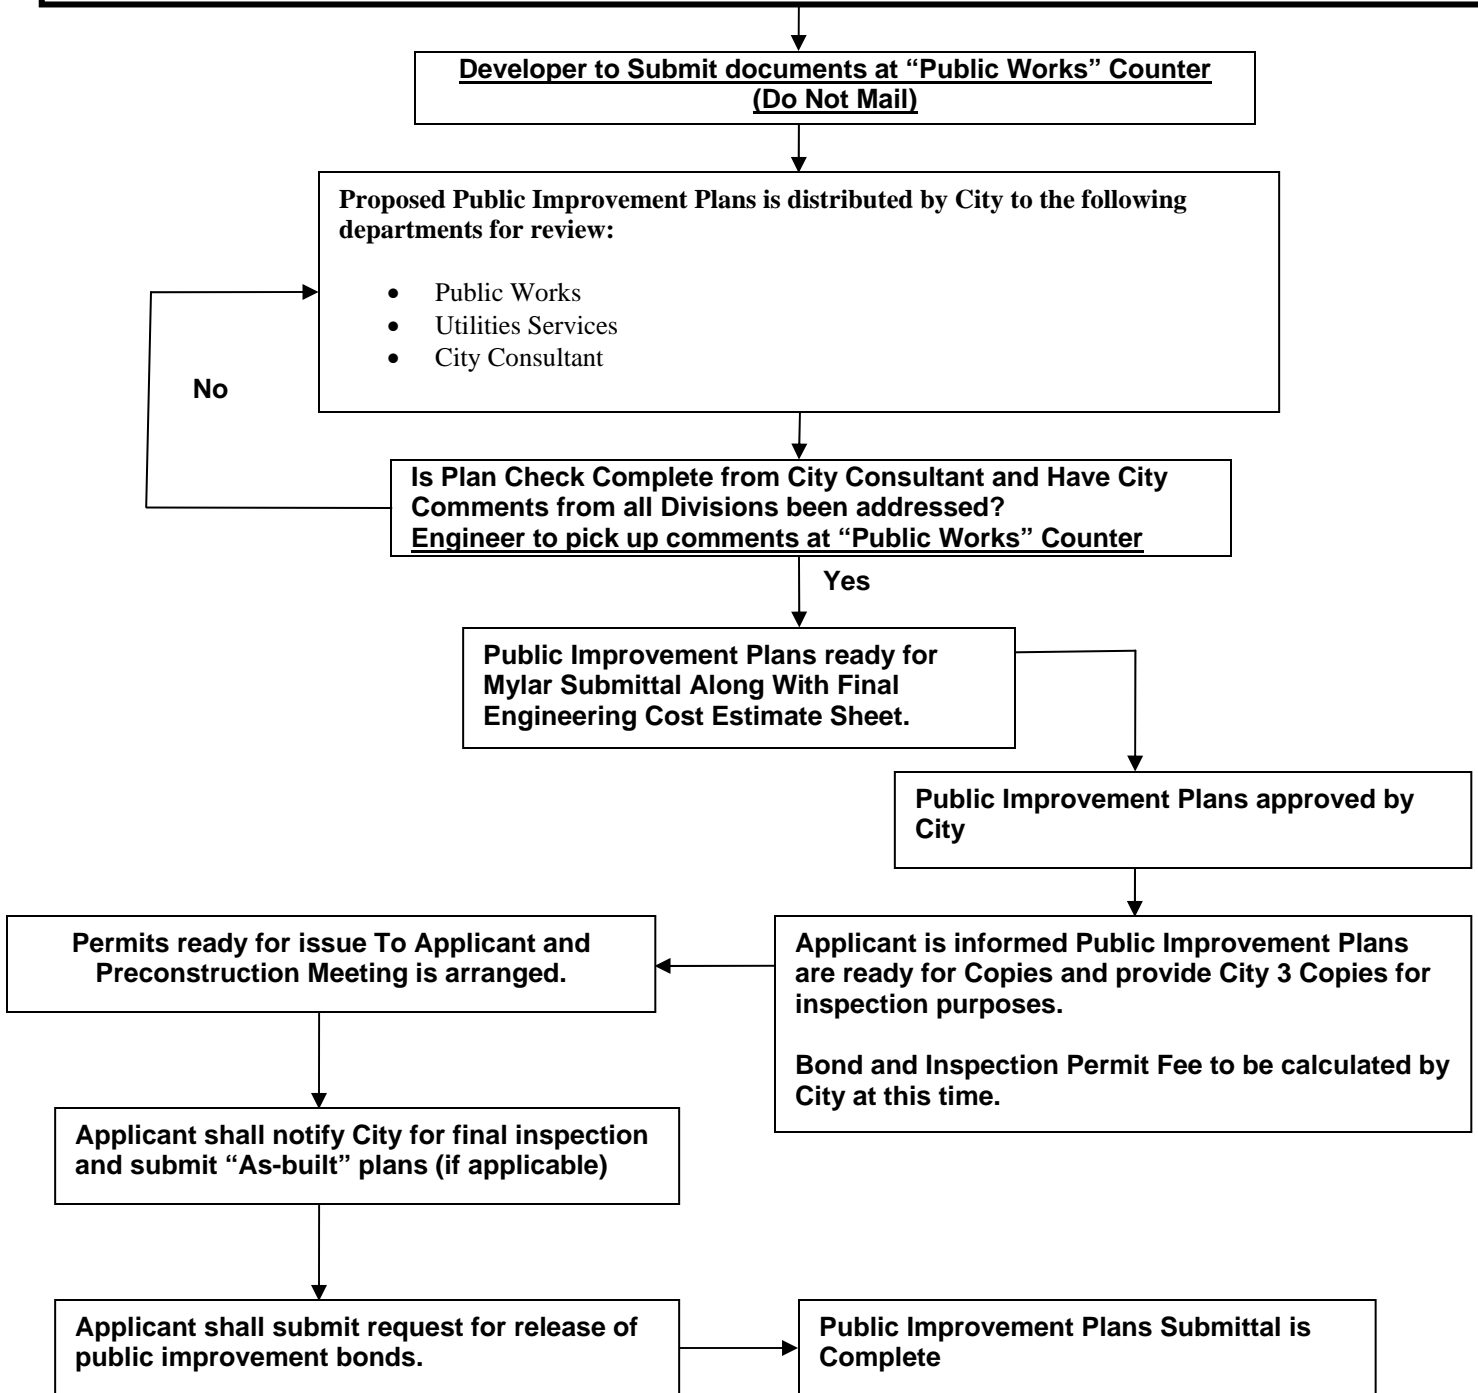 Developer to Submit documents at “Public Works” Counter
(Do Not Mail)
Proposed Public Improvement Plans is distributed by City to the following
departments for review:
• Public Works
• Utilities Services
• City Consultant
No
Is Plan Check Complete from City Consultant and Have City
Comments from all Divisions been addressed?
Engineer to pick up comments at “Public Works” Counter
Yes
Public Improvement Plans ready for
Mylar Submittal Along With Final
Engineering Cost Estimate Sheet.
Public Improvement Plans approved by
City
Applicant is informed Public Improvement Plans
are ready for Copies and provide City 3 Copies for
inspection purposes.
Bond and Inspection Permit Fee to be calculated by
City at this time.
Permits ready for issue To Applicant and
Preconstruction Meeting is arranged.
Applicant shall notify City for final inspection
and submit “As-built” plans (if applicable)
Applicant shall submit request for release of
public improvement bonds.
Public Improvement Plans Submittal is
Complete